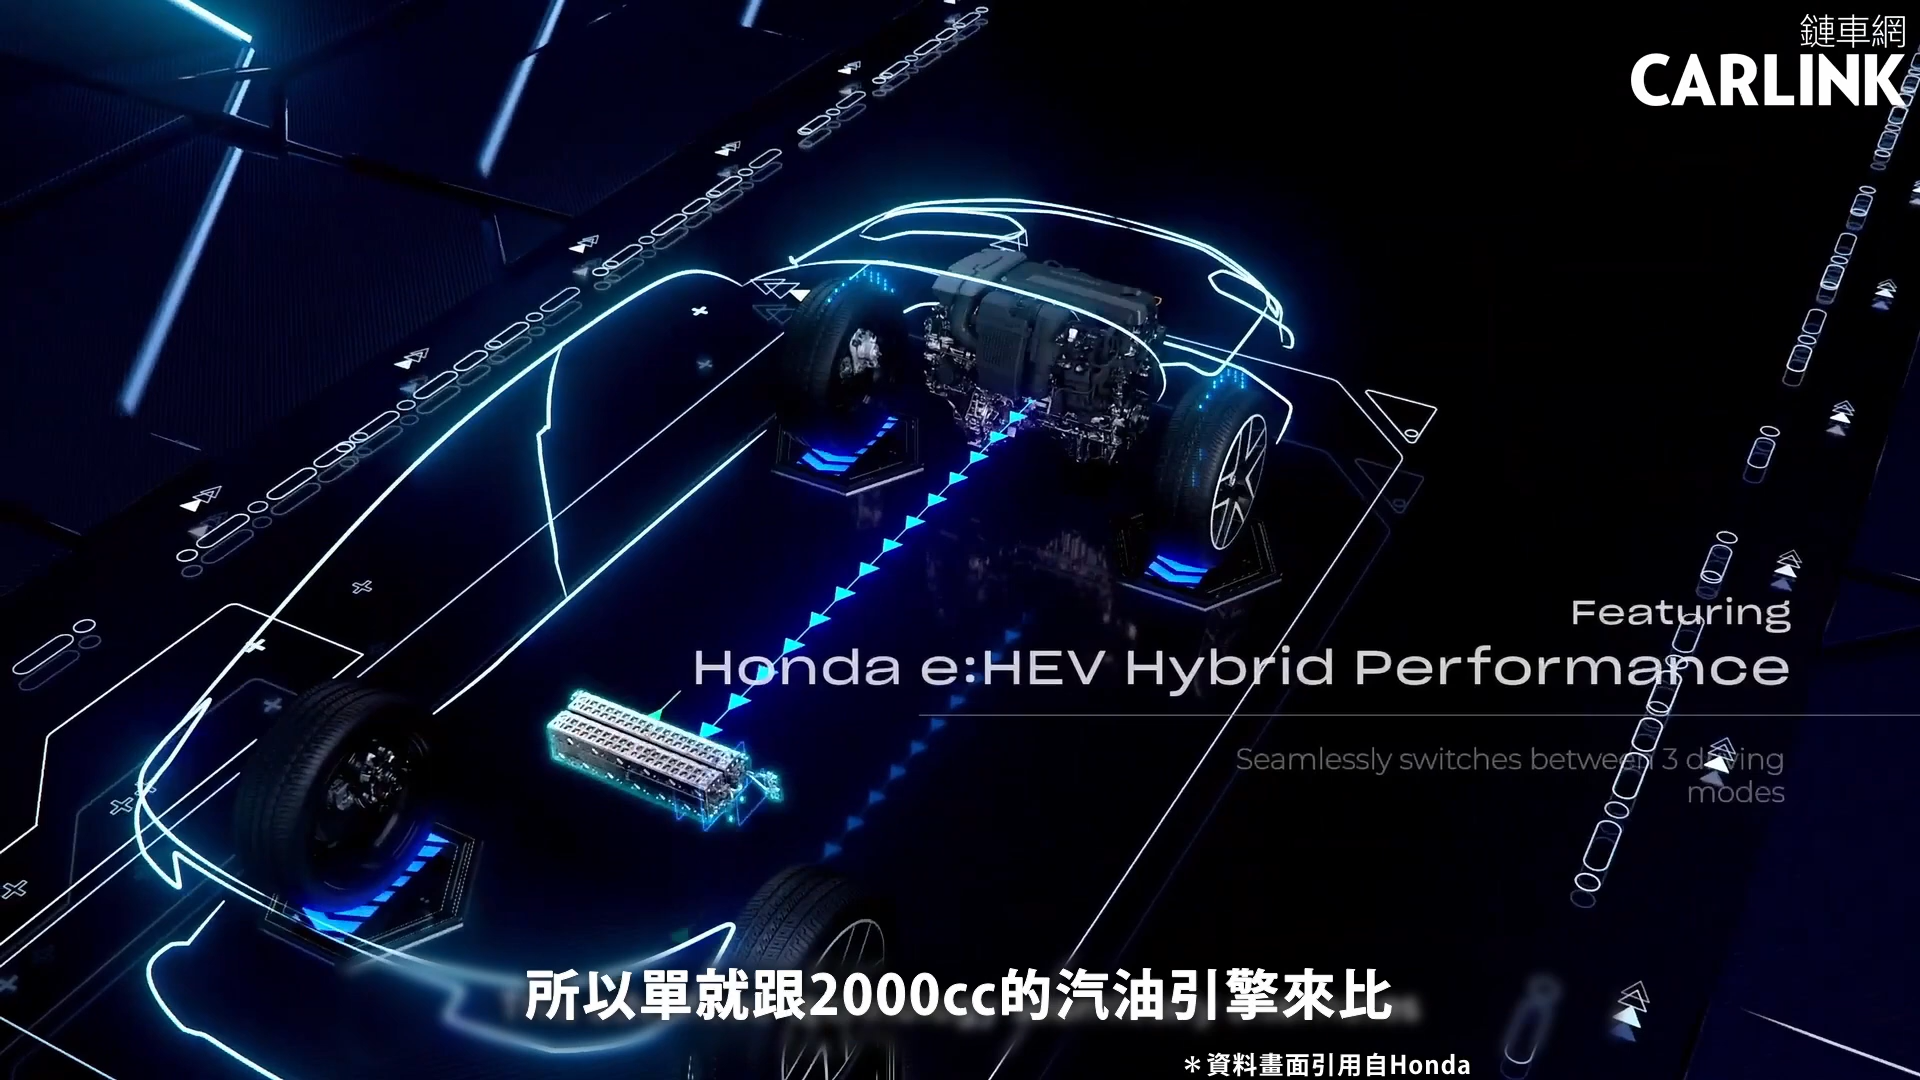 鏈車網
CARLINK
Featuring
Honda e:HEV Hybrid Performance
Seamlessly switches between 3 driving
modes
所以單就跟2000cc的汽油引擎來比
＊資料畫面引用自Honda